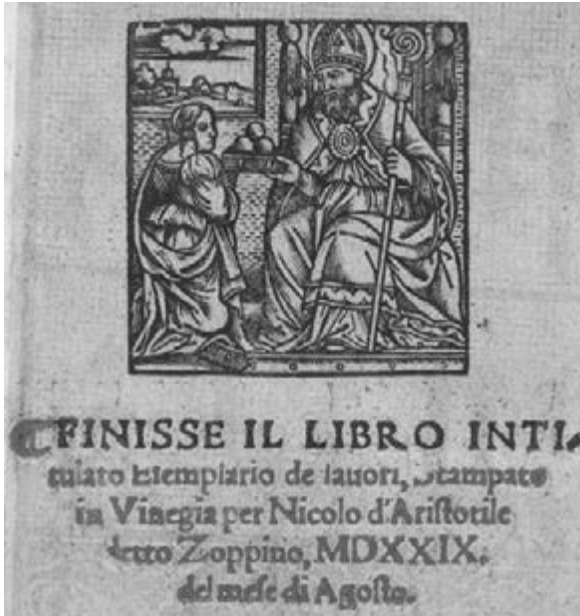 FINISSE IL LIBRO INTI-
tulato Esemplario de lauori, Stampato
in Vinegia per Nicolo d'Ariſtotile
detto Zoppino, MDXXIX.
del meſe di Agoſto.